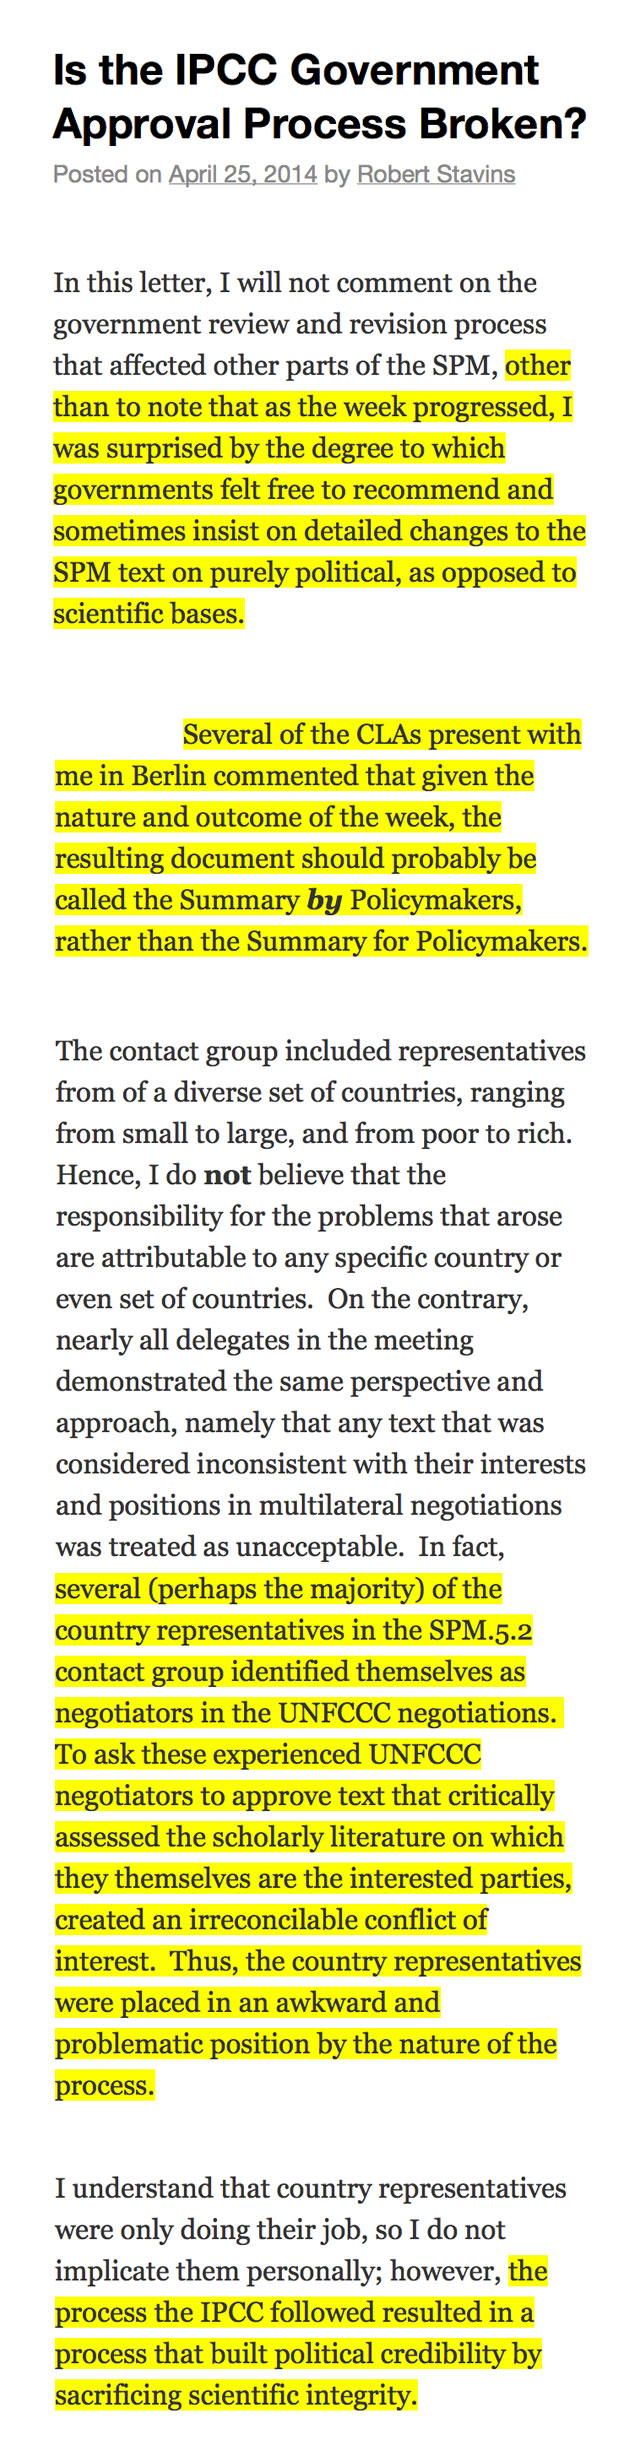 Is the IPCC Government
Approval Process Broken?
Posted on April 25, 2014 by Robert Stavins
In this letter, I will not comment on the
government review and revision process
that affected other parts of the SPM, other
than to note that as the week progressed, I
was surprised by the degree to which
governments felt free to recommend and
sometimes insist on detailed changes to the
SPM text on purely political, as opposed to
scientific bases.
Several of the CLAs present with
me in Berlin commented that given the
nature and outcome of the week, the
resulting document should probably be
called the Summary by Policymakers,
rather than the Summary for Policymakers.
The contact group included representatives
from of a diverse set of countries, ranging
from small to large, and from poor to rich.
Hence, I do not believe that the
responsibility for the problems that arose
are attributable to any specific country or
even set of countries.  On the contrary,
nearly all delegates in the meeting
demonstrated the same perspective and
approach, namely that any text that was
considered inconsistent with their interests
and positions in multilateral negotiations
was treated as unacceptable.  In fact,
several (perhaps the majority) of the
country representatives in the SPM.5.2
contact group identified themselves as
negotiators in the UNFCCC negotiations.
To ask these experienced UNFCCC
negotiators to approve text that critically
assessed the scholarly literature on which
they themselves are the interested parties,
created an irreconcilable conflict of
interest.  Thus, the country representatives
were placed in an awkward and
problematic position by the nature of the
process.
I understand that country representatives
were only doing their job, so I do not
implicate them personally; however, the
process the IPCC followed resulted in a
process that built political credibility by
sacrificing scientific integrity.